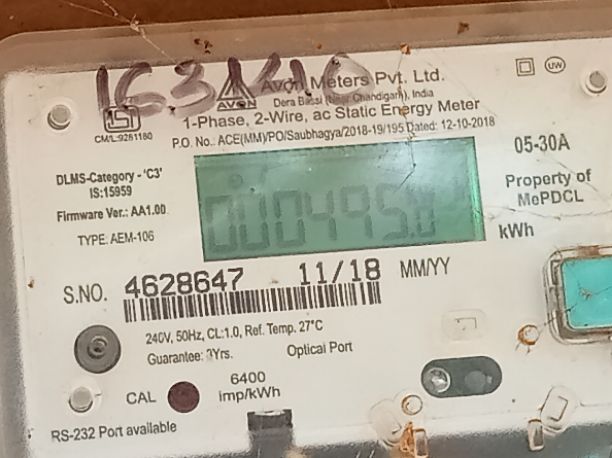 Avon Meters Pvt. Ltd.
AVON
Dera Bassi (Near Chandigarh), India
1-Phase, 2-Wire, ac Static Energy Meter
CM/L:9261180
P.O. No.: ACE(MM)PO/Saubhagya/2018-19/195 Dated: 12-10-2018
UW
05-30A
DLMS-Category - 'C3'
IS:15959
Firmware Ver.: AA1.00
TYPE: AEM-106
000495.0
kWh
Property of
MePDCL
S.NO. 4628647 11/18 MM/YY
240V, 50Hz, CL:1.0, Ref. Temp. 27°C
Guarantee: Yrs. Optical Port
CAL
6400
imp/kWh
RS-232 Port available